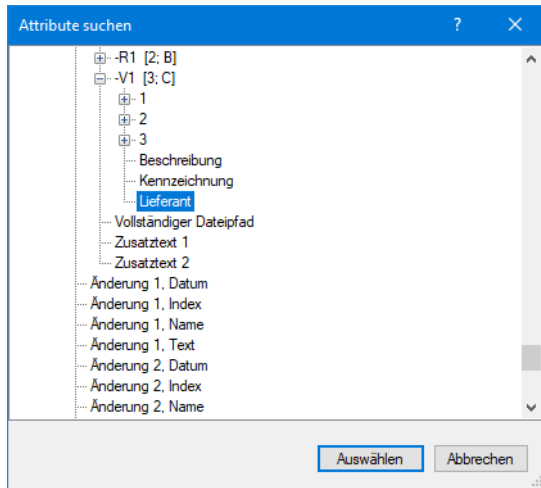 Attribute suchen ?
-R1 [2; B]
-V1 [3; C]
1
2
3
Beschreibung
Kennzeichnung
Lieferant
Vollständiger Dateipfad
Zusatztext 1
Zusatztext 2
Änderung 1, Datum
Änderung 1, Index
Änderung 1, Name
Änderung 1, Text
Änderung 2, Datum
Änderung 2, Index
Änderung 2, Name
Auswählen Abbrechen